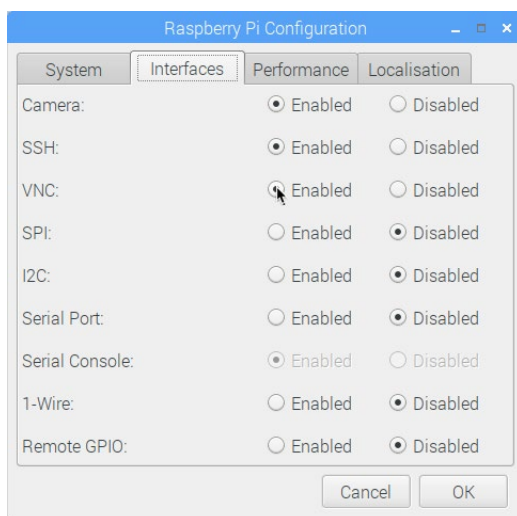 Raspberry Pi Configuration
System Interfaces Performance Localisation
Camera: Enabled Disabled
SSH: Enabled Disabled
VNC: Enabled Disabled
SPI: Enabled Disabled
I2C: Enabled Disabled
Serial Port: Enabled Disabled
Serial Console: Enabled Disabled
1-Wire: Enabled Disabled
Remote GPIO: Enabled Disabled
Cancel OK